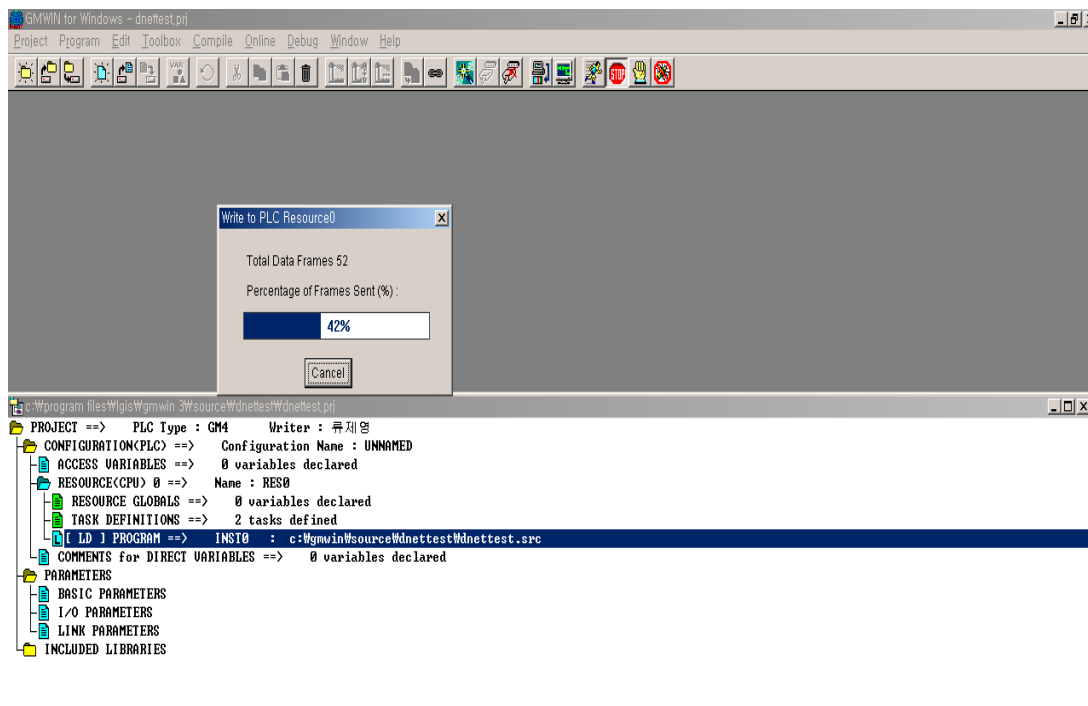 GMWIN for Windows - dnettest.prj
Project Program Edit Toolbox Compile Online Debug Window Help
VAR
STOP
Write to PLC Resource0
Total Data Frames 52
Percentage of Frames Sent (%) :
42%
Cancel
c:₩program files₩lgis₩gmwin 3₩source₩dnettest₩dnettest.prj
PROJECT ==> PLC Type : GM4 Writer : 류제영
CONFIGURATION(PLC) ==> Configuration Name : UNNAMED
ACCESS VARIABLES ==> 0 variables declared
RESOURCE(CPU) 0 ==> Name : RES0
RESOURCE GLOBALS ==> 0 variables declared
TASK DEFINITIONS ==> 2 tasks defined
[ LD ] PROGRAM ==> INST0 : c:₩gmwin₩source₩dnettest₩dnettest.src
COMMENTS for DIRECT VARIABLES ==> 0 variables declared
PARAMETERS
BASIC PARAMETERS
I/O PARAMETERS
LINK PARAMETERS
INCLUDED LIBRARIES